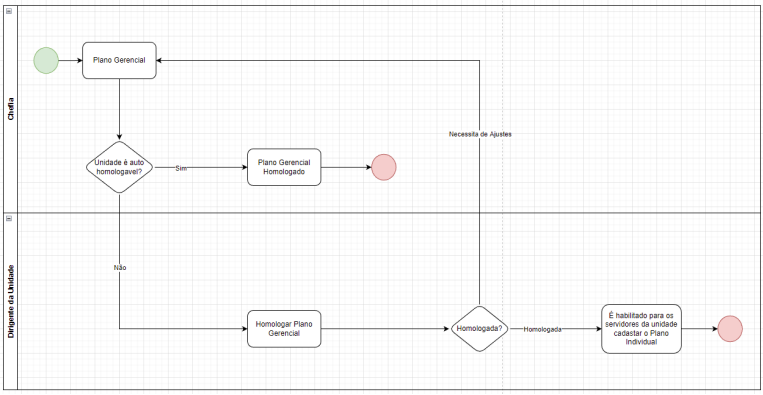 Chefia
Plano Gerencial
Necessita de Ajustes
Unidade é auto
homologavel?
Sim
Plano Gerencial
Homologado
Dirigente da Unidade
Não
Homologar Plano
Gerencial
Homologada?
Homologada
É habilitado para os
servidores da unidade
cadastar o Plano
Individual